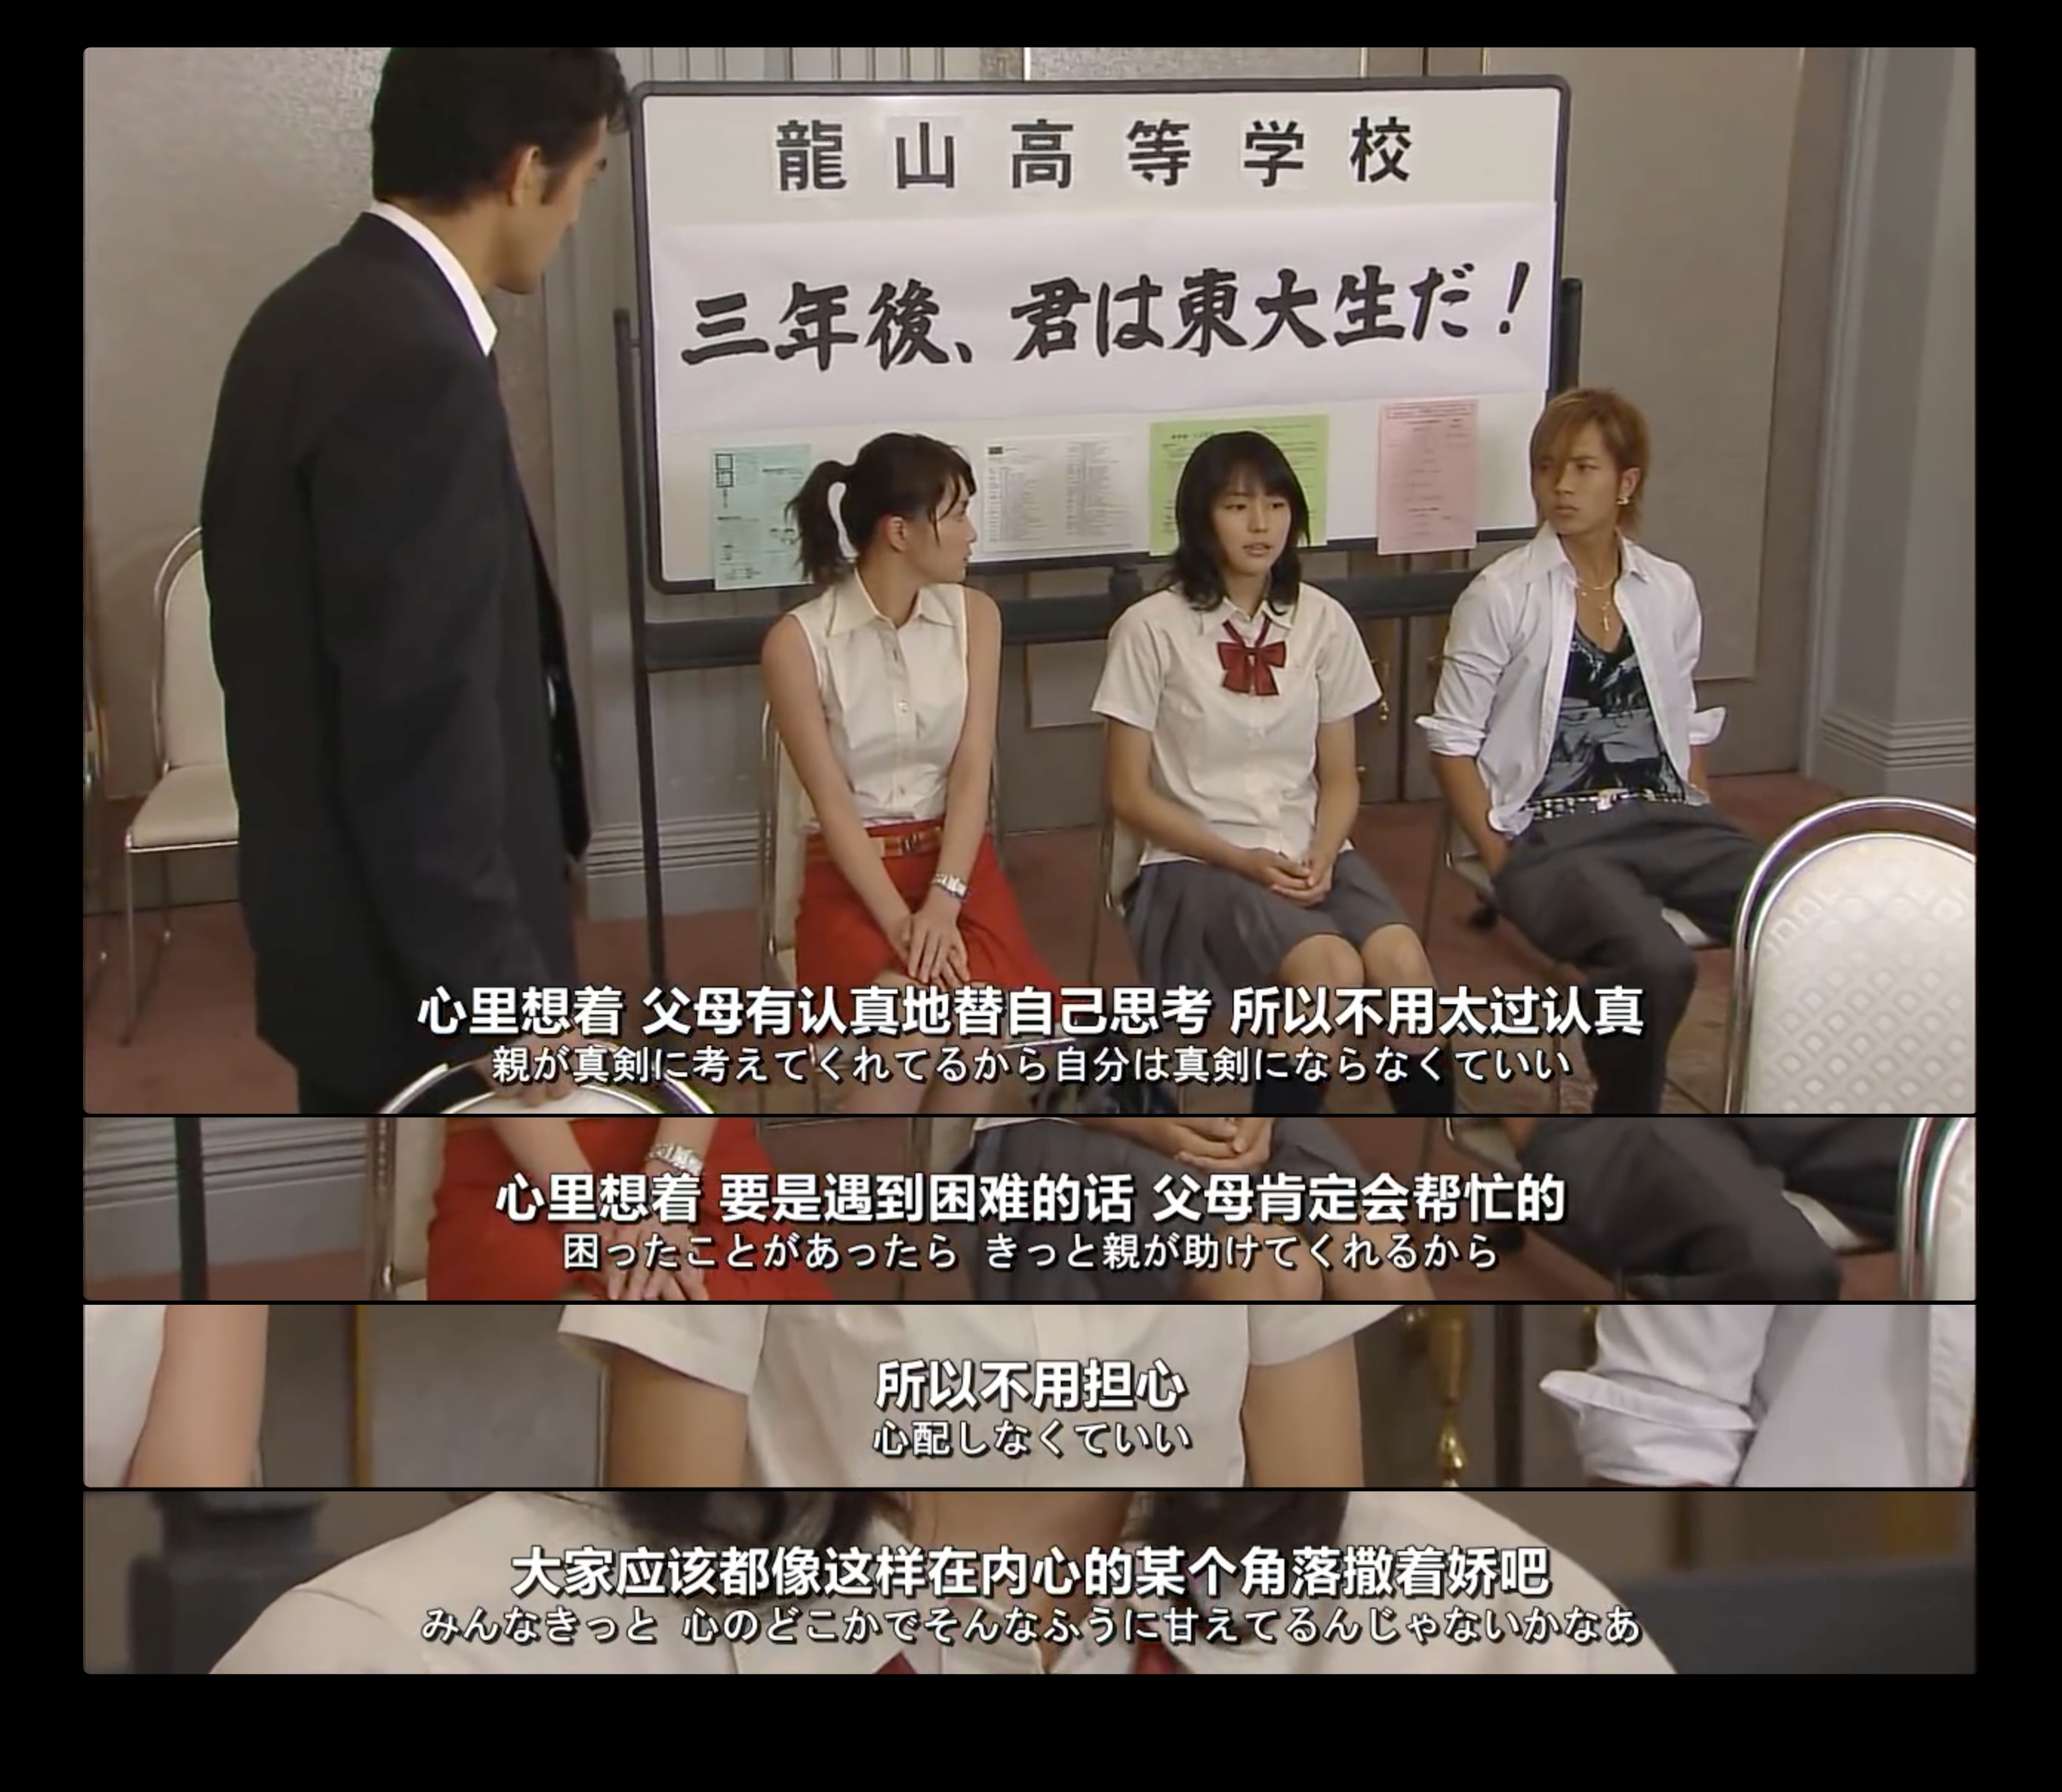 龍山高等学校
三年後、君は東大生だ！
心里想着 父母有认真地替自己思考 所以不用太过认真
親が真剣に考えてくれてるから自分は真剣にならなくていい
心里想着 要是遇到困难的话 父母肯定会帮忙的
困ったことがあったら きっと親が助けてくれるから
所以不用担心
心配しなくていい
大家应该都像这样在内心的某个角落撒着娇吧
みんなきっと 心のどこかでそんなふうに甘えてるんじゃないかなあ